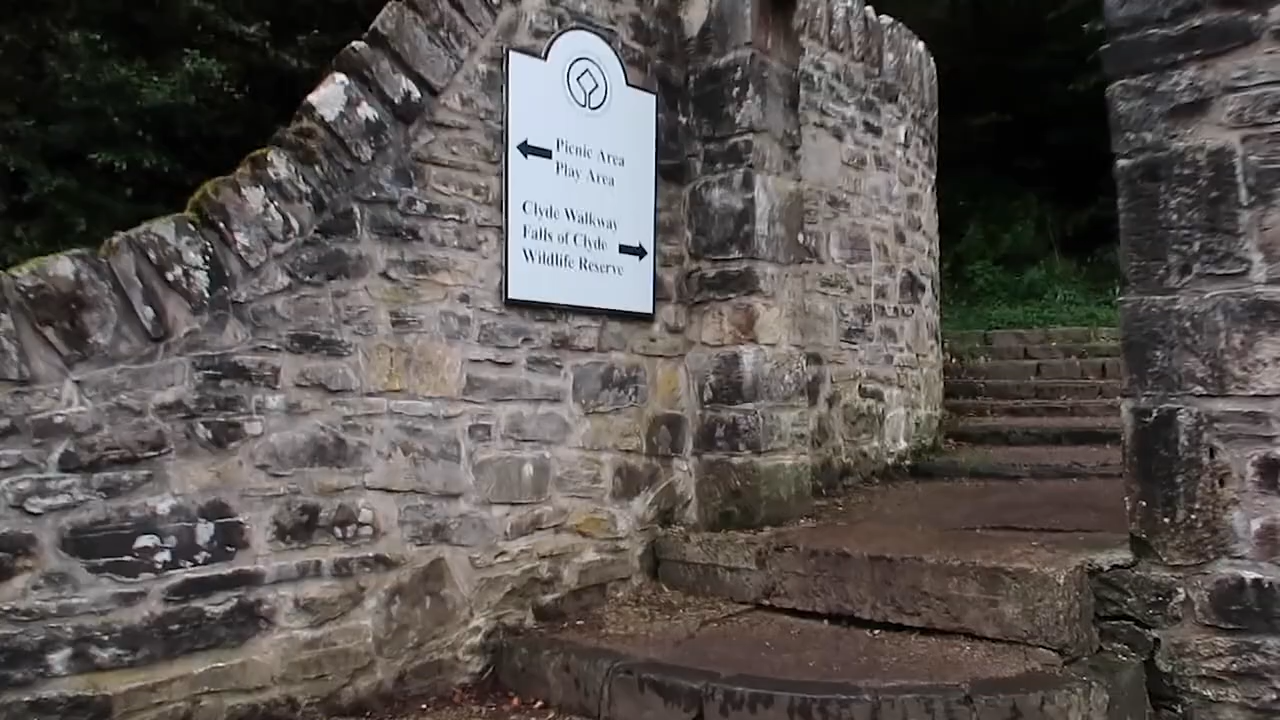 Picnic Area
Play Area
Clyde Walkway
Falls of Clyde
Wildlife Reserve